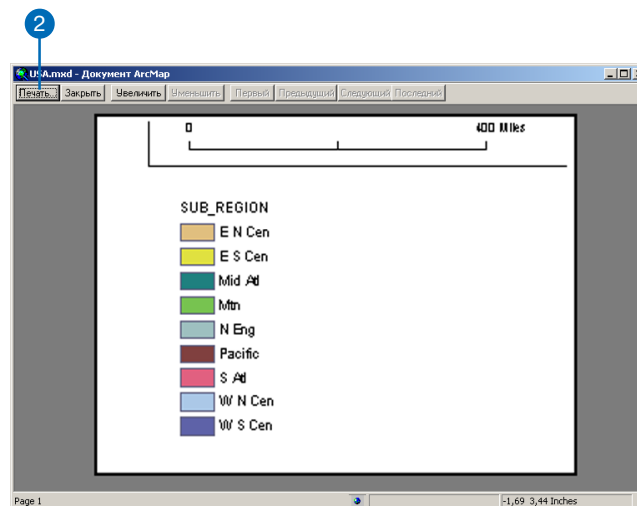 2
USA.mxd - Документ ArcMap
Печать... Закрыть Увеличить Уменьшить Первый Предыдущий Следующий Последний
0 400 Miles
SUB_REGION
E N Cen
E S Cen
Mid Atl
Mtn
N Eng
Pacific
S Atl
W N Cen
W S Cen
Page 1 -1,69 3,44 Inches